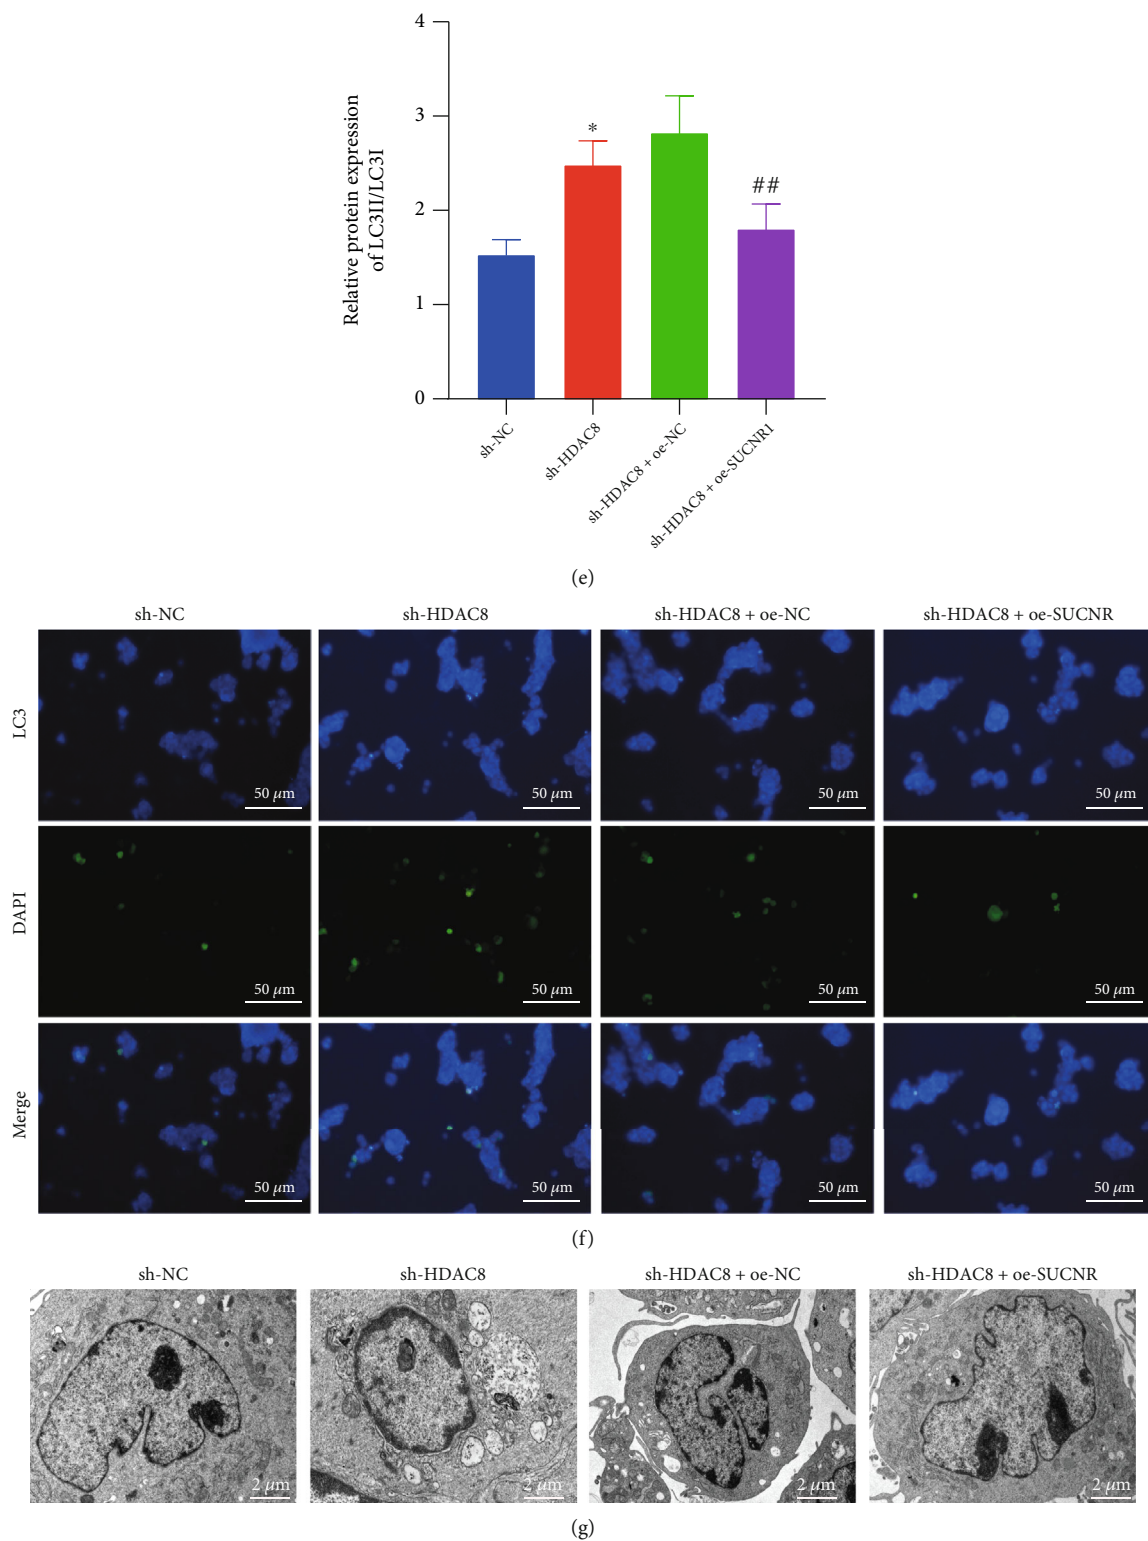 4
3
2
1
0
Relative protein expression
of LC3II/LC3I
*
##
sh-NC
sh-HDAC8
sh-HDAC8 + oe-NC
sh-HDAC8 + oe-SUCNR1
(e)
sh-NC sh-HDAC8 sh-HDAC8 + oe-NC sh-HDAC8 + oe-SUCNR
LC3
50 µm 50 µm 50 µm 50 µm
DAPI
50 µm 50 µm 50 µm 50 µm
Merge
50 µm 50 µm 50 µm 50 µm
(f)
sh-NC sh-HDAC8 sh-HDAC8 + oe-NC sh-HDAC8 + oe-SUCNR
2 µm 2 µm 2 µm 2 µm
(g)